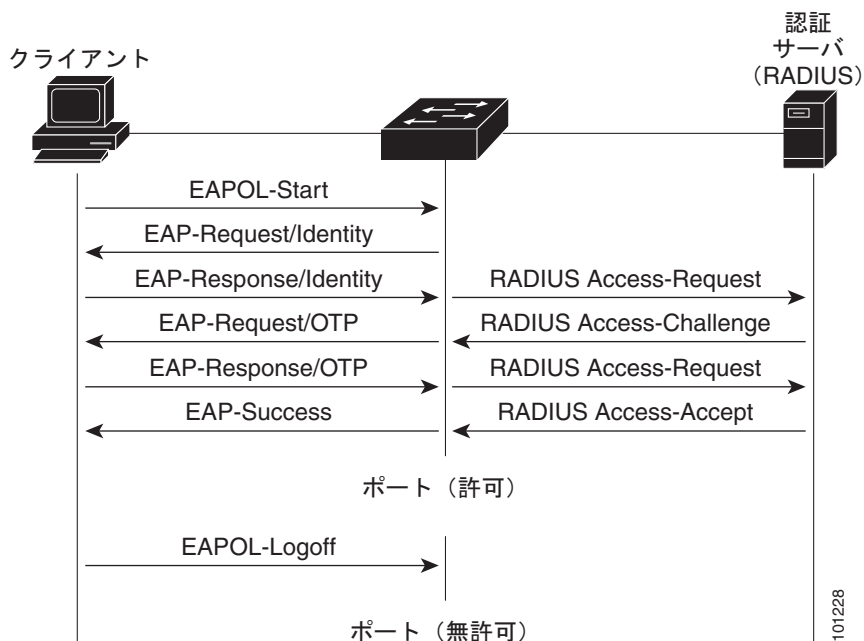 クライアント
認証
サーバ
（RADIUS）
EAPOL-Start
EAP-Request/Identity
EAP-Response/Identity
RADIUS Access-Request
EAP-Request/OTP
RADIUS Access-Challenge
EAP-Response/OTP
RADIUS Access-Request
EAP-Success
RADIUS Access-Accept
ポート（許可）
EAPOL-Logoff
ポート（無許可）
101228